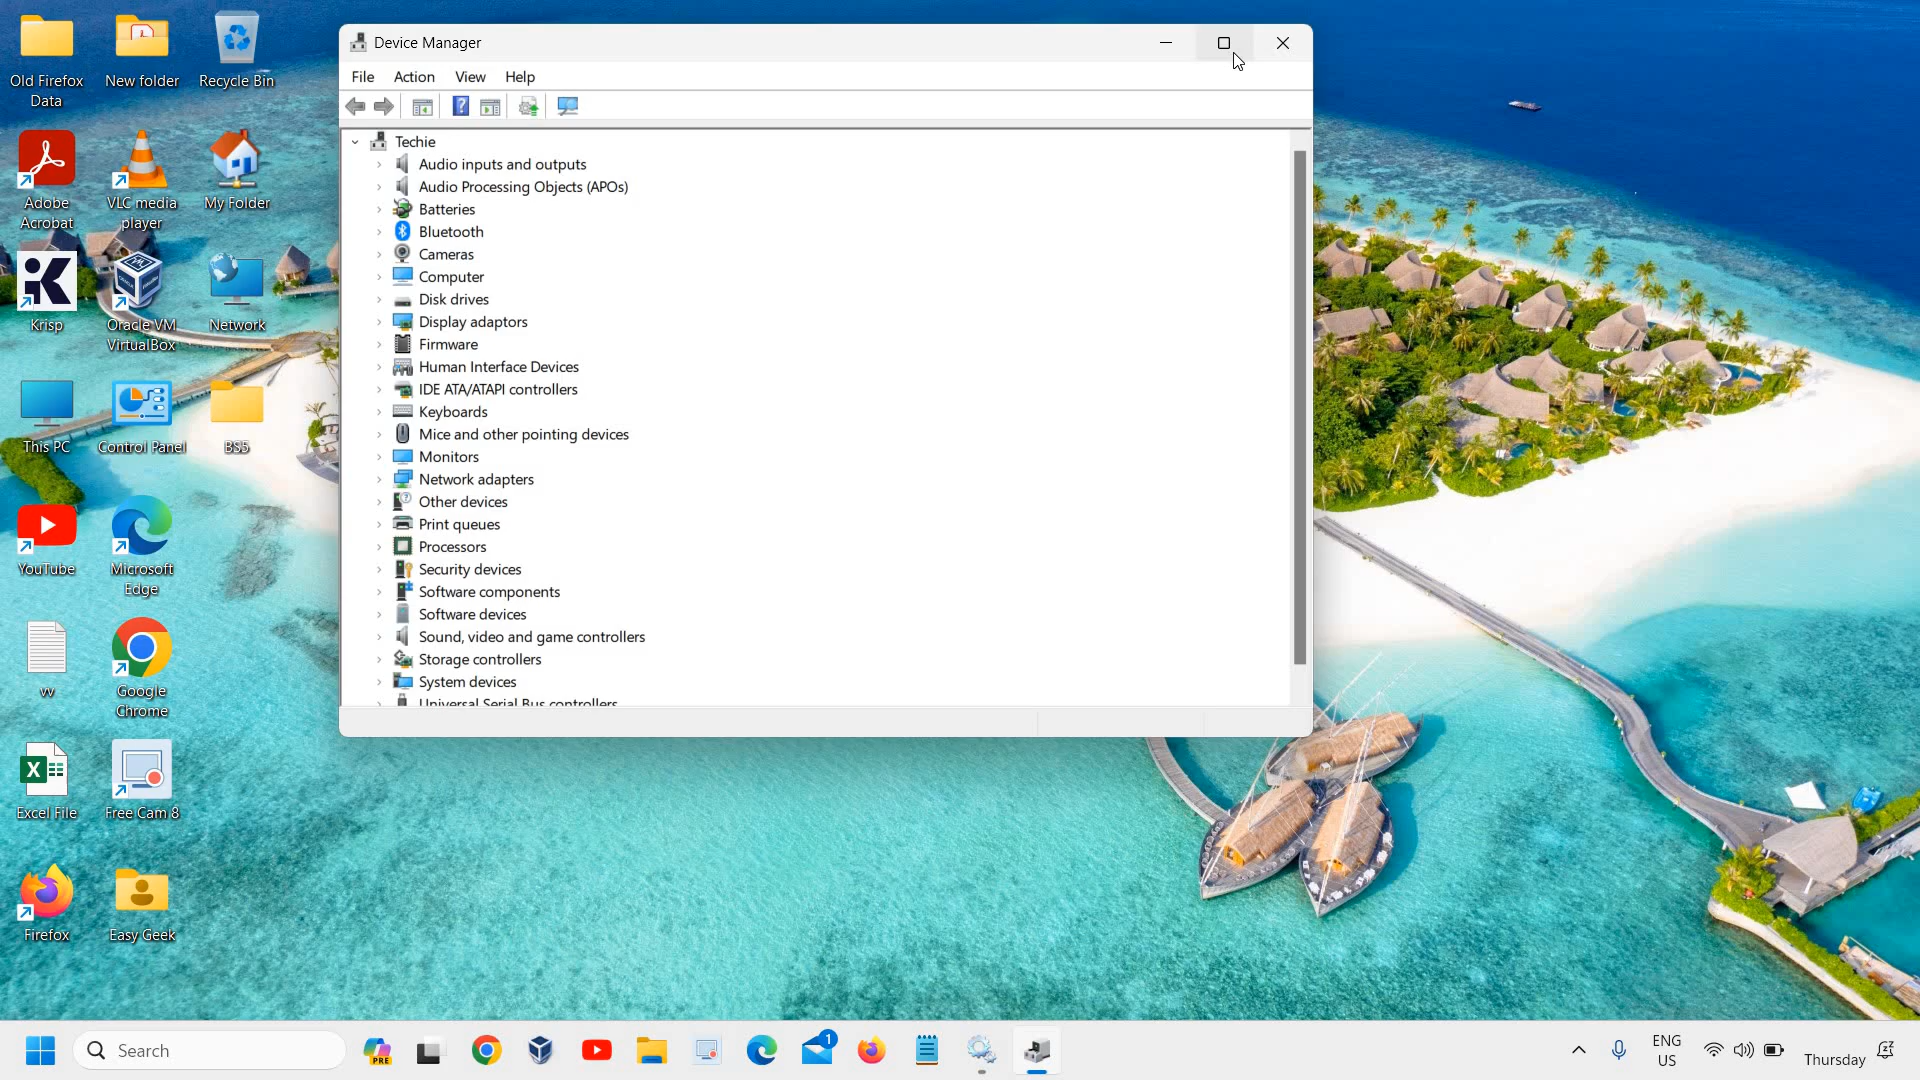 Old Firefox
Data
New folder
Recycle Bin
Adobe
Acrobat
VLC media
player
My Folder
Krisp
Oracle VM
VirtualBox
Network
This PC
Control Panel
BS5
YouTube
Microsoft
Edge
vv
Google
Chrome
Excel File
Free Cam 8
Firefox
Easy Geek
Device Manager
File Action View Help
Techie
Audio inputs and outputs
Audio Processing Objects (APOs)
Batteries
Bluetooth
Cameras
Computer
Disk drives
Display adaptors
Firmware
Human Interface Devices
IDE ATA/ATAPI controllers
Keyboards
Mice and other pointing devices
Monitors
Network adapters
Other devices
Print queues
Processors
Security devices
Software components
Software devices
Sound, video and game controllers
Storage controllers
System devices
Universal Serial Bus controllers
Search
PRE
1
ENG
US
Thursday